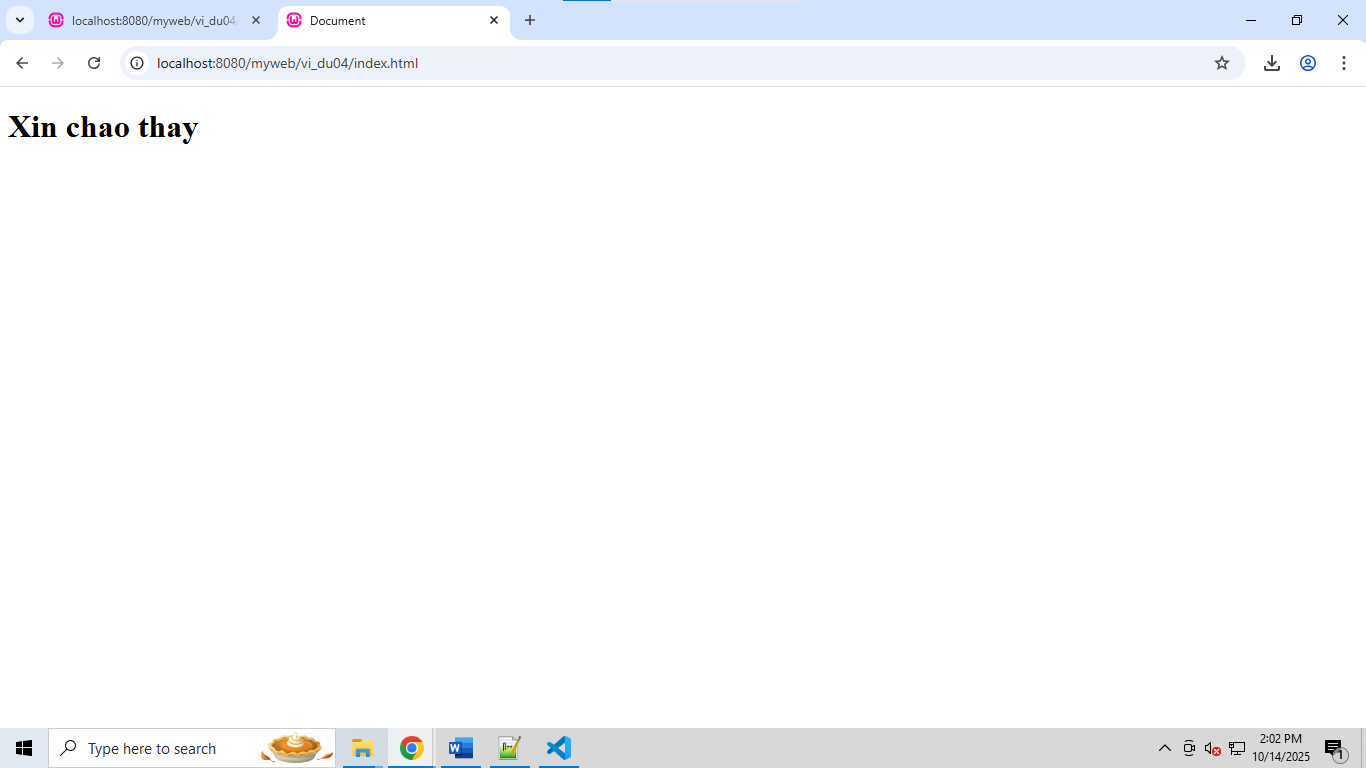 localhost:8080/myweb/vi_du04
Document
localhost:8080/myweb/vi_du04/index.html
Xin chao thay
Type here to search
2:02 PM
10/14/2025
1